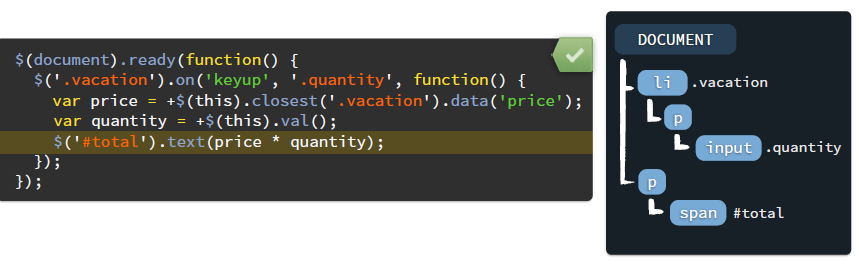 $(document).ready(function() {
  $('.vacation').on('keyup', '.quantity', function() {
    var price = +$(this).closest('.vacation').data('price');
    var quantity = +$(this).val();
    $('#total').text(price * quantity);
  });
});
DOCUMENT
li .vacation
p
input .quantity
p
span #total